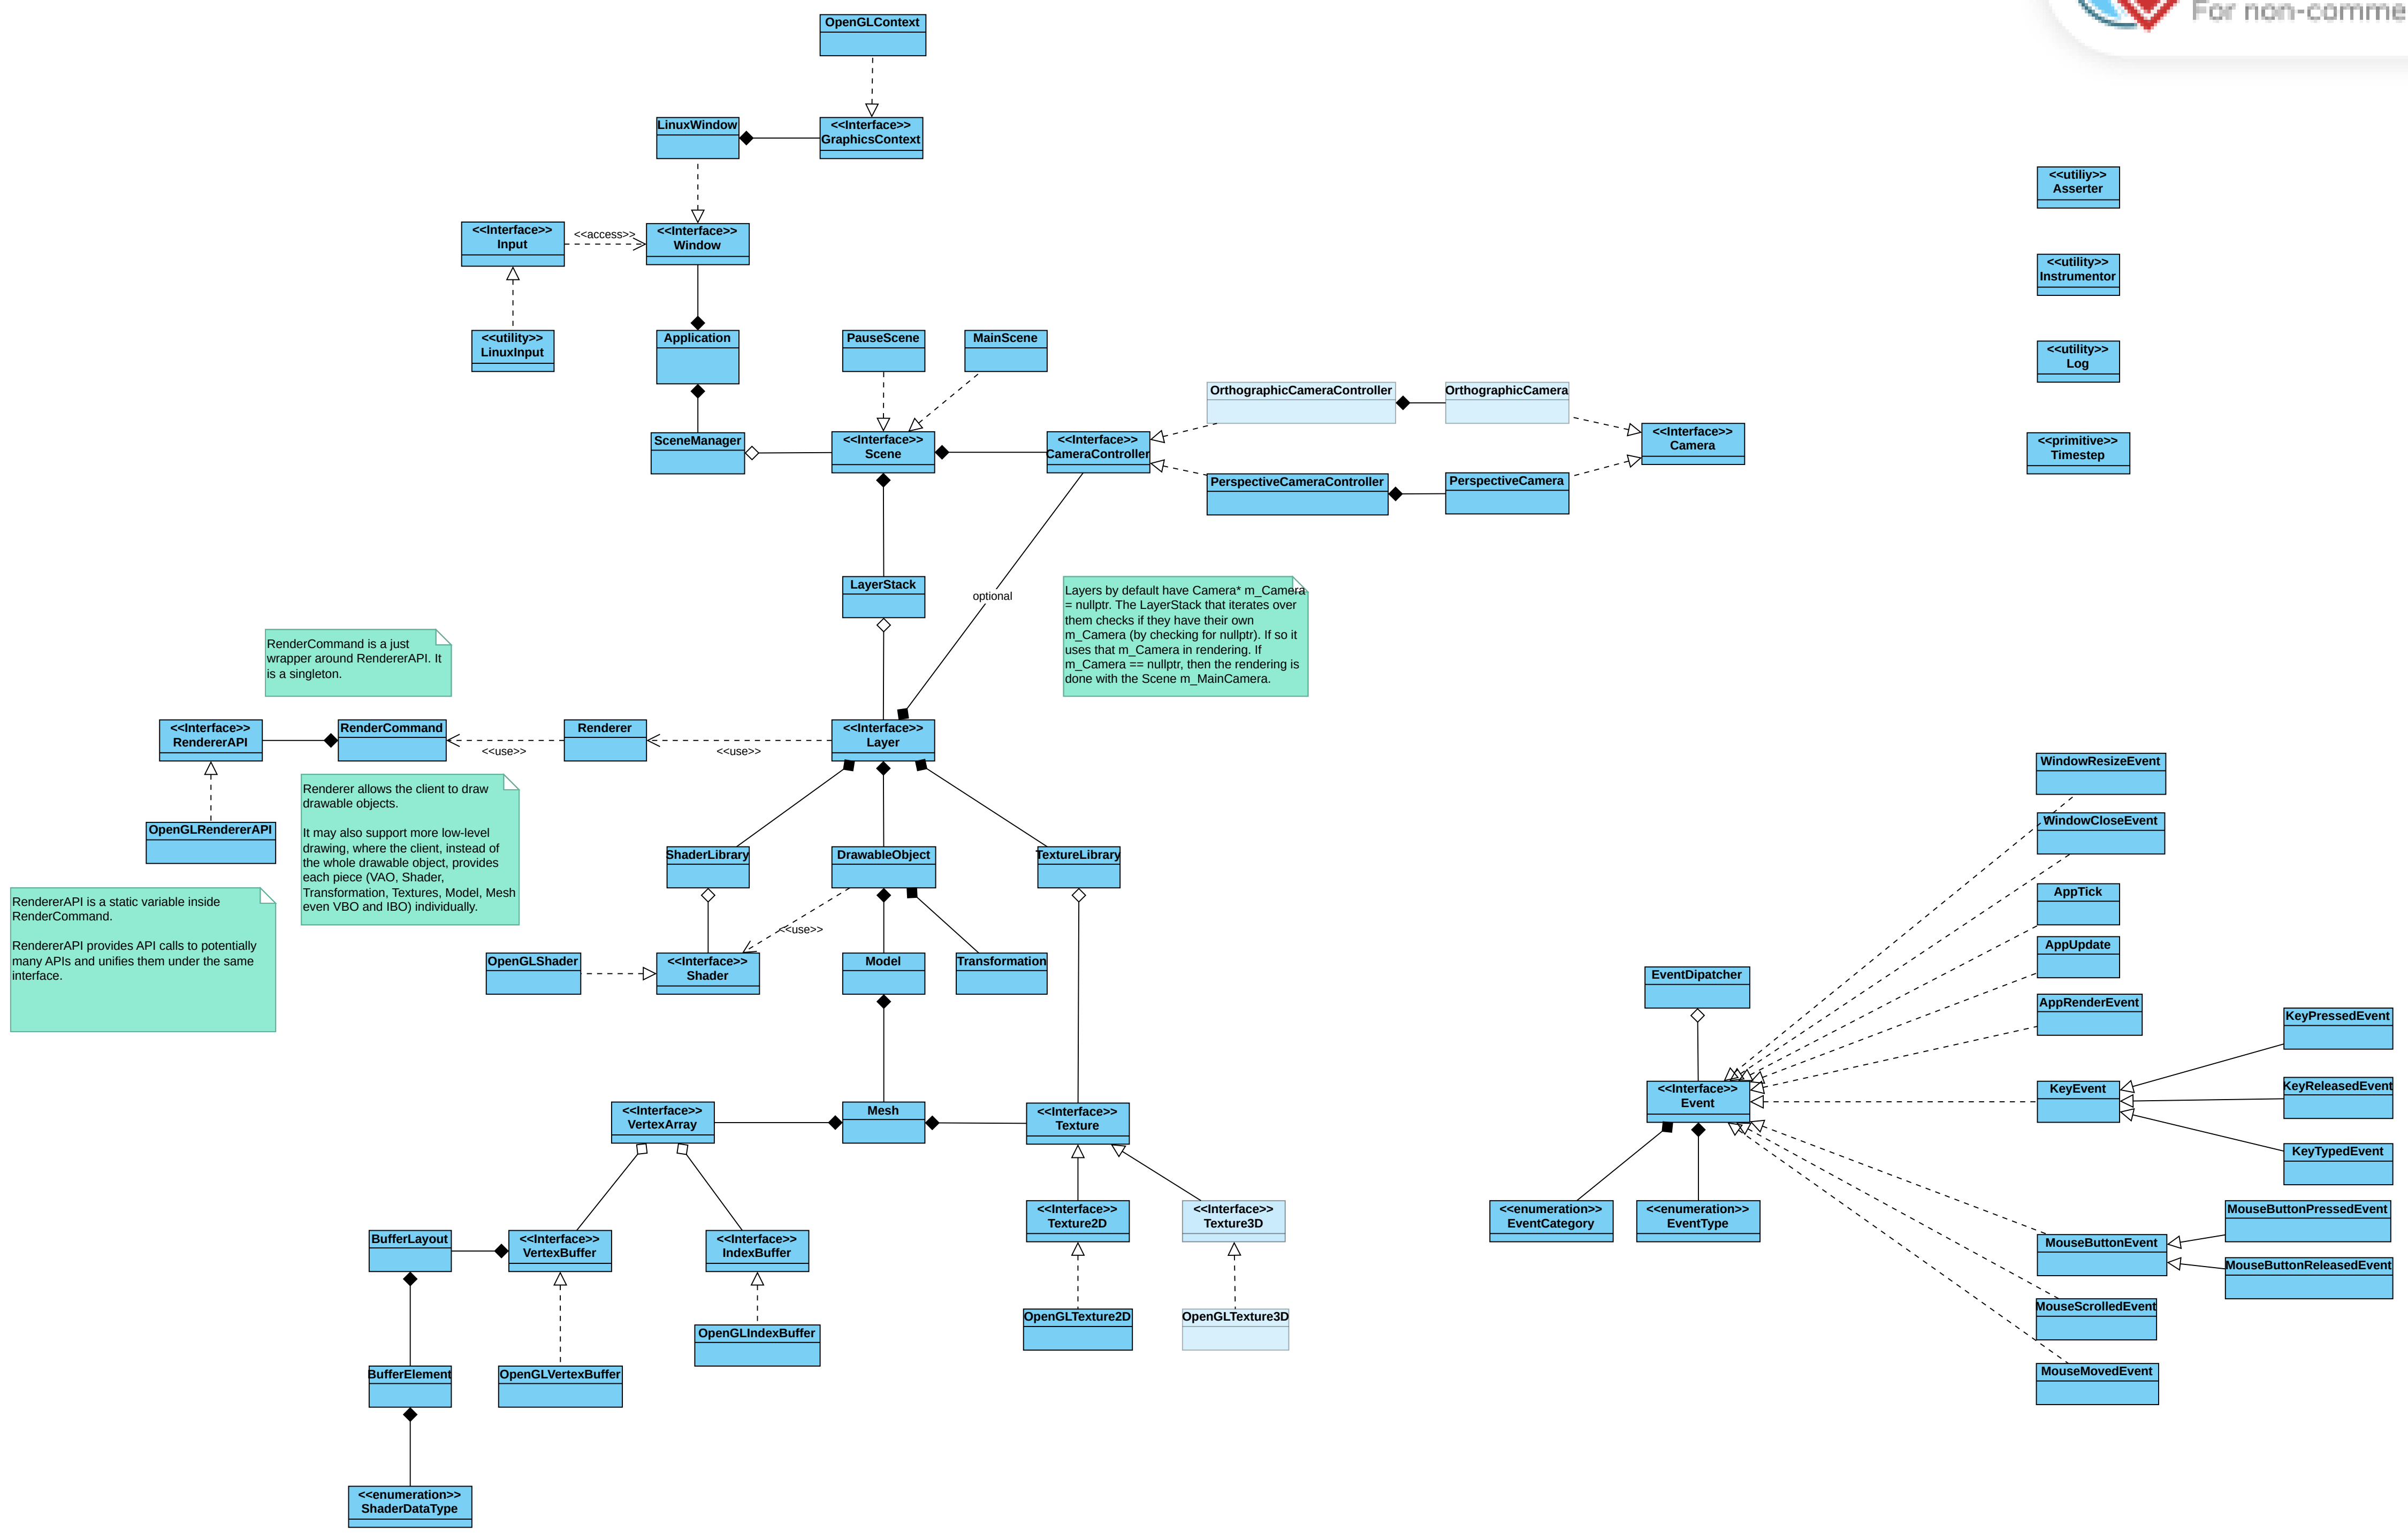 For non-comme
OpenGLContext
LinuxWindow
<<Interface>>
GraphicsContext
<<utiliy>>
Asserter
<<Interface>>
Input
<<access>>
<<Interface>>
Window
<<utility>>
Instrumentor
<<utility>>
LinuxInput
Application
PauseScene
MainScene
<<utility>>
Log
OrthographicCameraController
OrthographicCamera
SceneManager
<<Interface>>
Scene
<<Interface>>
CameraController
<<Interface>>
Camera
<<primitive>>
Timestep
PerspectiveCameraController
PerspectiveCamera
LayerStack
optional
Layers by default have Camera* m_Camera
= nullptr. The LayerStack that iterates over
them checks if they have their own
m_Camera (by checking for nullptr). If so it
uses that m_Camera in rendering. If
m_Camera == nullptr, then the rendering is
done with the Scene m_MainCamera.
RenderCommand is a just
wrapper around RendererAPI. It
is a singleton.
<<Interface>>
RendererAPI
RenderCommand
<<use>>
Renderer
<<use>>
<<Interface>>
Layer
OpenGLRendererAPI
Renderer allows the client to draw
drawable objects.
It may also support more low-level
drawing, where the client, instead of
the whole drawable object, provides
each piece (VAO, Shader,
Transformation, Textures, Model, Mesh
even VBO and IBO) individually.
RendererAPI is a static variable inside
RenderCommand.
RendererAPI provides API calls to potentially
many APIs and unifies them under the same
interface.
ShaderLibrary
DrawableObject
TextureLibrary
<<use>>
OpenGLShader
<<Interface>>
Shader
Model
Transformation
<<Interface>>
VertexArray
Mesh
<<Interface>>
Texture
BufferLayout
<<Interface>>
VertexBuffer
<<Interface>>
IndexBuffer
<<Interface>>
Texture2D
<<Interface>>
Texture3D
OpenGLIndexBuffer
OpenGLTexture2D
OpenGLTexture3D
BufferElement
OpenGLVertexBuffer
<<enumeration>>
ShaderDataType
WindowResizeEvent
WindowCloseEvent
AppTick
AppUpdate
EventDipatcher
AppRenderEvent
KeyPressedEvent
<<Interface>>
Event
KeyEvent
KeyReleasedEvent
KeyTypedEvent
<<enumeration>>
EventCategory
<<enumeration>>
EventType
MouseButtonPressedEvent
MouseButtonEvent
MouseButtonReleasedEvent
MouseScrolledEvent
MouseMovedEvent